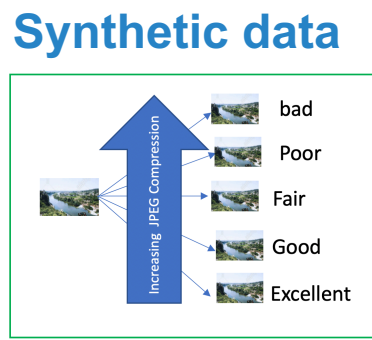 Synthetic data
bad
Poor
Fair
Good
Excellent
Increasing JPEG Compression